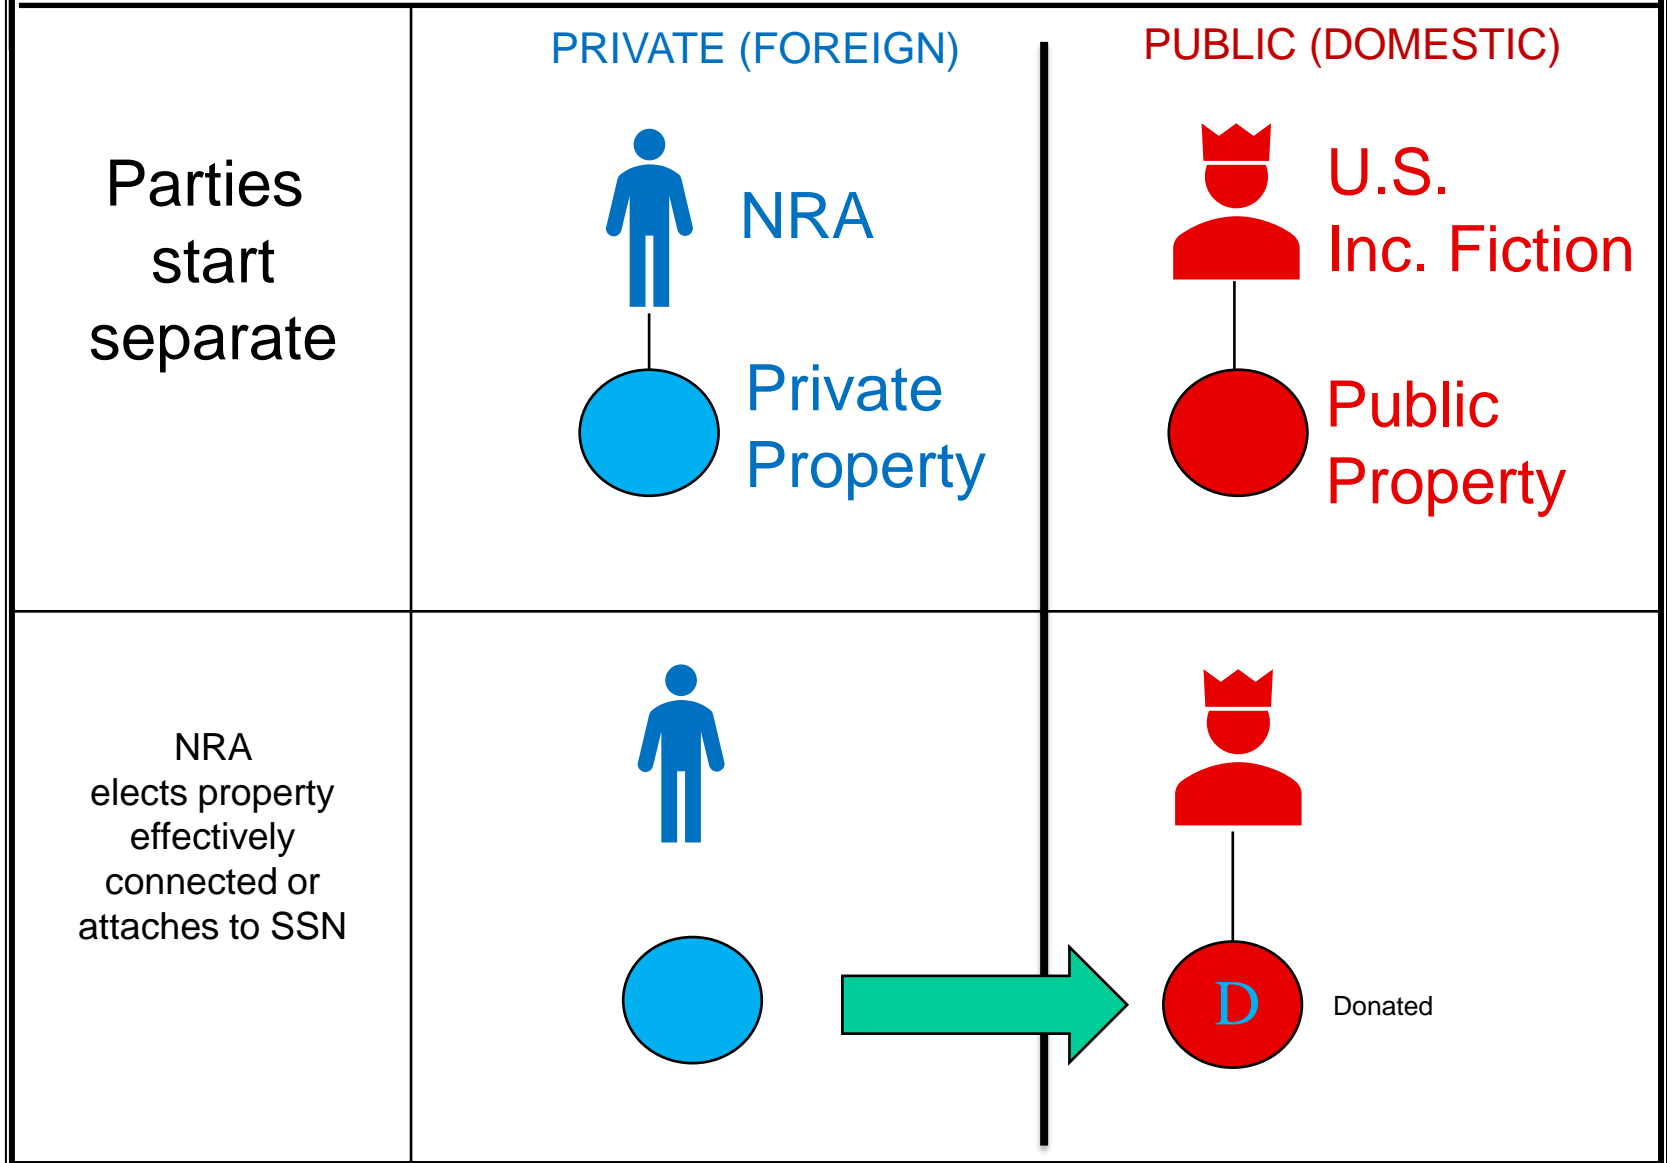 PRIVATE (FOREIGN)
PUBLIC (DOMESTIC)
Parties
start
separate
NRA
Private
Property
U.S.
Inc. Fiction
Public
Property
NRA
elects property
effectively
connected or
attaches to SSN
D
Donated